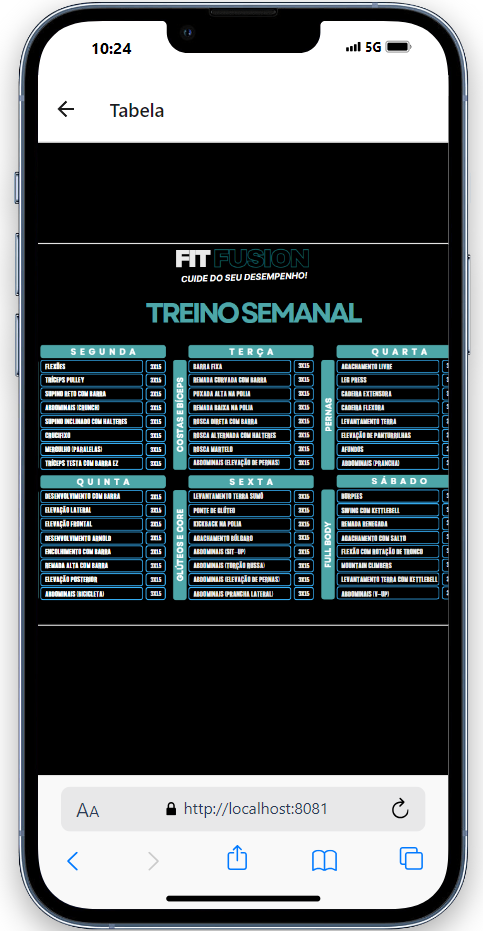 10:24
5G
Tabela
FIT FUSION
CUIDE DO SEU DESEMPENHO!
TREINO SEMANAL
SEGUNDA
FLEXÕES 3X15
TRÍCEPS PULLEY 3X15
SUPINO RETO COM BARRA 3X15
ABDOMINAIS (CRUNCH) 3X15
SUPINO INCLINADO COM HALTERES 3X15
CRUCIFIXO 3X15
MERGULHO (PARALELAS) 3X15
TRÍCEPS TESTA COM BARRA EZ 3X15
COSTAS E BÍCEPS
TERÇA
BARRA FIXA 3X15
REMADA CURVADA COM BARRA 3X15
PUXADA ALTA NA POLIA 3X15
REMADA BAIXA NA POLIA 3X15
ROSCA DIRETA COM BARRA 3X15
ROSCA ALTERNADA COM HALTERES 3X15
ROSCA MARTELO 3X15
ABDOMINAIS (ELEVAÇÃO DE PERNAS) 3X15
PERNAS
QUARTA
AGACHAMENTO LIVRE
LEG PRESS
CADEIRA EXTENSORA
CADEIRA FLEXORA
LEVANTAMENTO TERRA
ELEVAÇÃO DE PANTURRILHAS
AFUNDOS
ABDOMINAIS (PRANCHA)
QUINTA
DESENVOLVIMENTO COM BARRA 3X15
ELEVAÇÃO LATERAL 3X15
ELEVAÇÃO FRONTAL 3X15
DESENVOLVIMENTO ARNOLD 3X15
ENCOLHIMENTO COM BARRA 3X15
REMADA ALTA COM BARRA 3X15
ELEVAÇÃO POSTERIOR 3X15
ABDOMINAIS (BICICLETA) 3X15
GLÚTEOS E CORE
SEXTA
LEVANTAMENTO TERRA SUMÔ 3X15
PONTE DE GLÚTEO 3X15
KICKBACK NA POLIA 3X15
AGACHAMENTO BÚLGARO 3X15
ABDOMINAIS (SIT-UP) 3X15
ABDOMINAIS (TORÇÃO RUSSA) 3X15
ABDOMINAIS (ELEVAÇÃO DE PERNAS) 3X15
ABDOMINAIS (PRANCHA LATERAL) 3X15
FULL BODY
SÁBADO
BURPEES
SWING COM KETTLEBELL
REMADA RENEGADA
AGACHAMENTO COM SALTO
FLEXÃO COM ROTAÇÃO DE TRONCO
MOUNTAIN CLIMBERS
LEVANTAMENTO TERRA COM KETTLEBELL
ABDOMINAIS (V-UP)
AA
http://localhost:8081